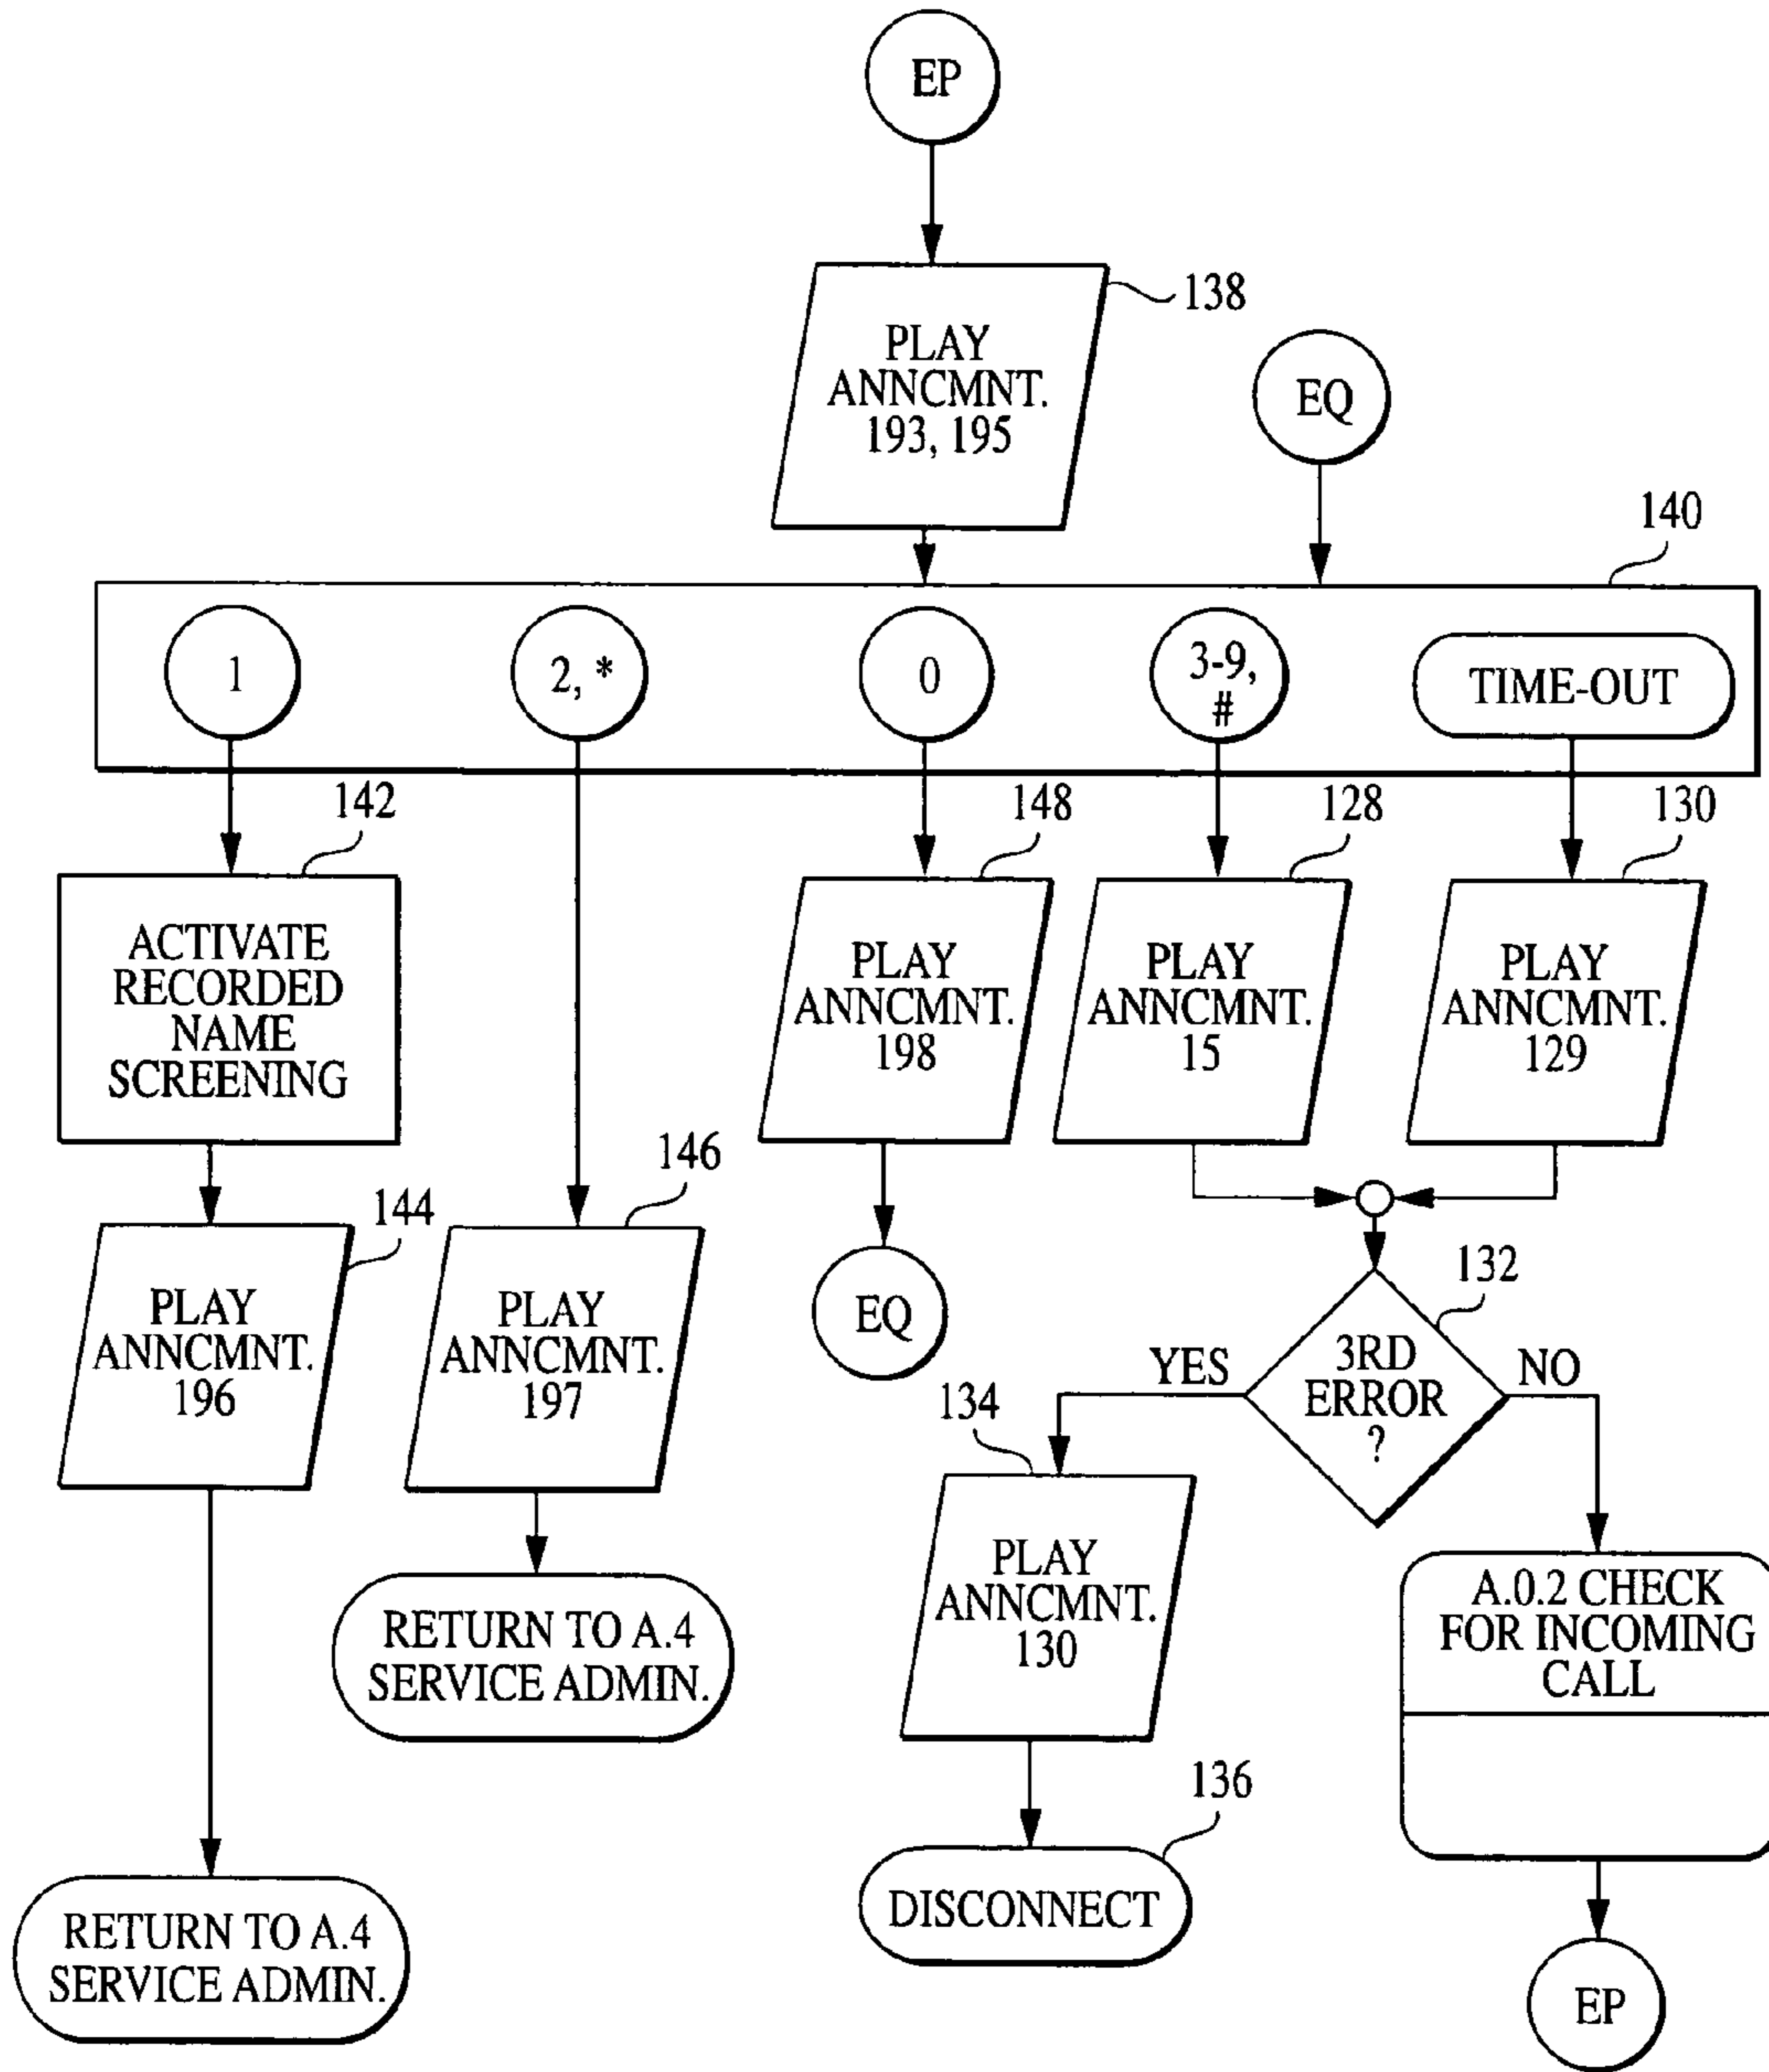 EP
PLAY
ANNCMNT.
193, 195
138
EQ
140
1
2, *
0
3-9,
#
TIME-OUT
142
148
128
130
ACTIVATE
RECORDED
NAME
SCREENING
PLAY
ANNCMNT.
198
PLAY
ANNCMNT.
15
PLAY
ANNCMNT.
129
144
PLAY
ANNCMNT.
196
146
PLAY
ANNCMNT.
197
EQ
132
3RD
ERROR
?
YES
NO
134
PLAY
ANNCMNT.
130
A.0.2 CHECK
FOR INCOMING
CALL
RETURN TO A.4
SERVICE ADMIN.
136
DISCONNECT
RETURN TO A.4
SERVICE ADMIN.
EP